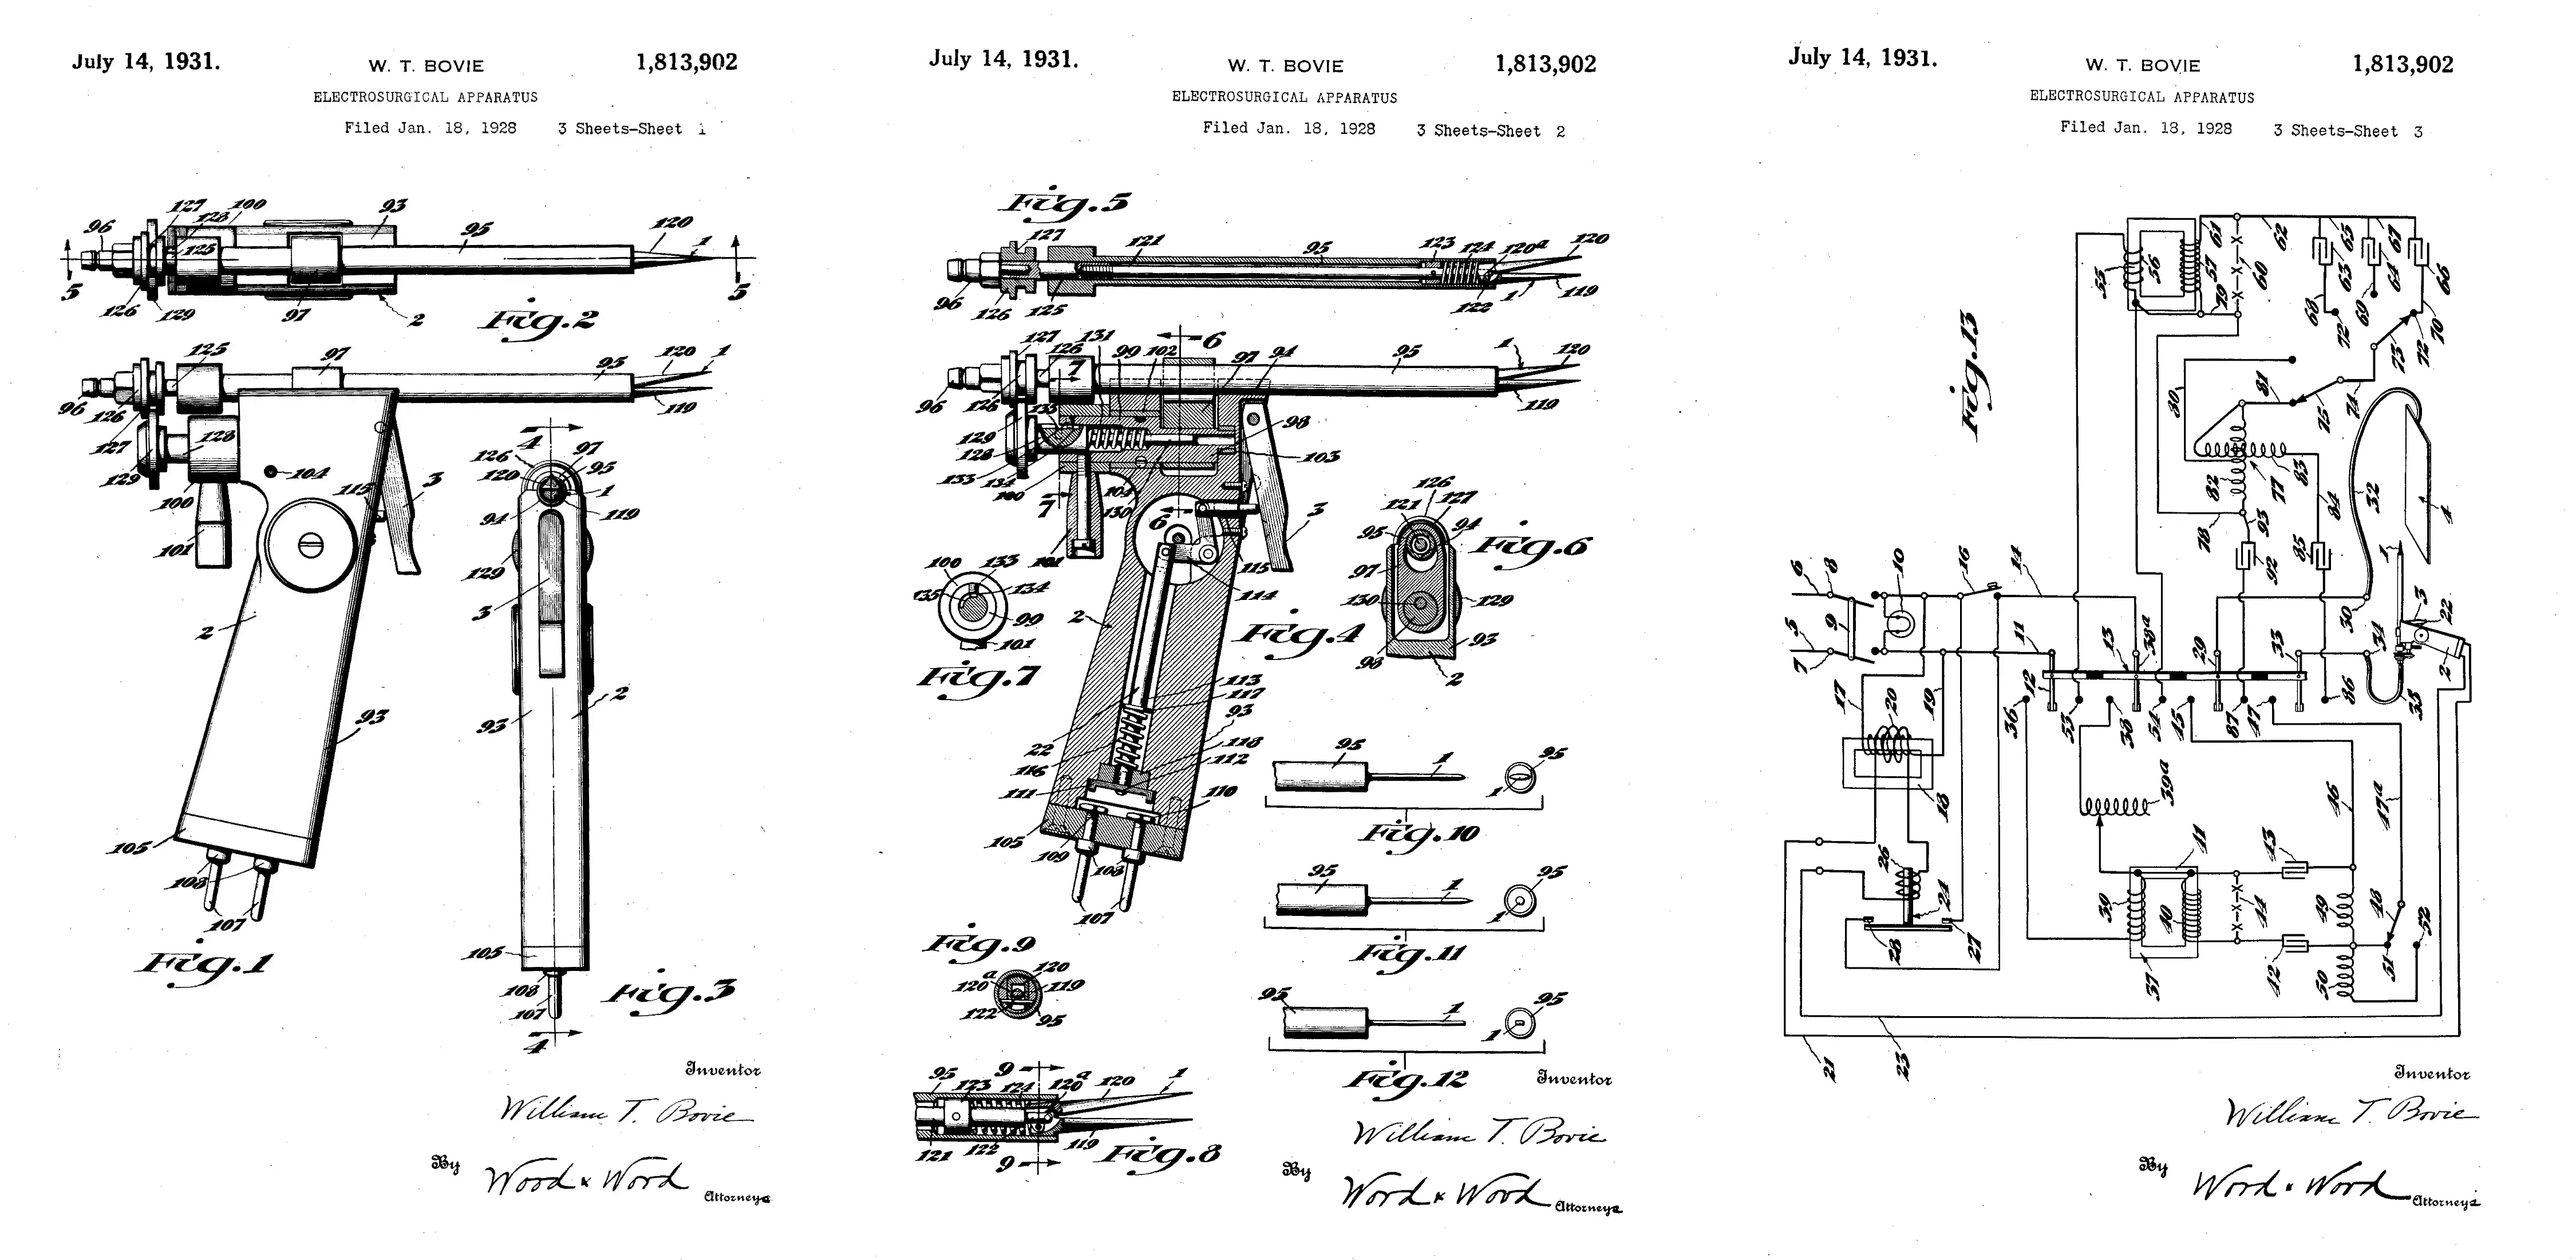 July 14, 1931. W. T. BOVIE 1,813,902
ELECTROSURGICAL APPARATUS
Filed Jan. 18, 1928 3 Sheets-Sheet 1
127 128 100 93
96 125 95 120 1
5 5
126 129 97 2
Fig.2
125 97 95 120 1
96 126 119
127 128
129 104
100 115 3
101
2
93
105
108
107
Fig.1
4
126 97
120 95
1
94 119
129
3
93 2
105
108
107
4
Fig.3
Inventor
William T. Bovie
By
Wood & Wood
Attorneys
July 14, 1931. W. T. BOVIE 1,813,902
ELECTROSURGICAL APPARATUS
Filed Jan. 18, 1928 3 Sheets-Sheet 2
Fig.5
127 121 95 123 124 120a 120
96 126 125 122 1 119
127 131 99 102 6 97 94 95 1 120
126 7
96 126 133 119
129 98
128
133 134 103
100 104
7 130 6 3
101 115
114
2
Fig.4
113
117
22 93
116 118
112
111 110
105
109 108
107
100 133
135 134
99
101
Fig.7
126
121 127
95 94
97
130 129
98 93
2
Fig.6
95 1 95
1
Fig.10
95 1 95
1
Fig.11
95 1 95
1
Fig.12
Fig.9
a 120
120 119
122 95
95 123 124 9 120a 120 1
121 122 9 119
Fig.8
Inventor
William T. Bovie
By
Wood & Wood
Attorneys
July 14, 1931. W. T. BOVIE 1,813,902
ELECTROSURGICAL APPARATUS
Filed Jan. 18, 1928 3 Sheets-Sheet 3
Fig.13
55 56 57 61 79 60 62 63 65 64 67 66
68 72 69 73 72 70
80 81 75 74
82 77 83 84 32 4
78 93 92 85 1
6 8 10 16 14
5 9 11 13 38a 29 30 33 34 3 22
7 12 2
17 20 19 36 53 38 54 45 87 47 86 35
18 39a 46 47a
26 24 39 41 40 44 43 49 48 52
28 27 37 42 50 51
21 23
Inventor
William T. Bovie
By
Wood & Wood
Attorneys